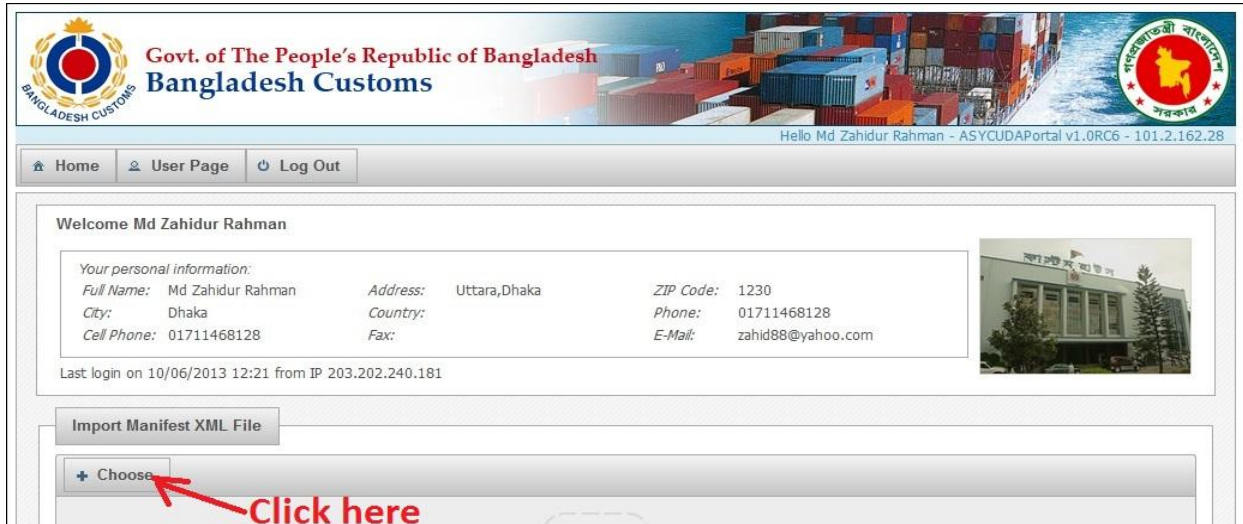 Govt. of The People's Republic of Bangladesh
Bangladesh Customs
BANGLADESH CUSTOMS
গণপ্রজাতন্ত্রী বাংলাদেশ
সরকার
Hello Md Zahidur Rahman - ASYCUDAPortal v1.0RC6 - 101.2.162.28
Home User Page Log Out
Welcome Md Zahidur Rahman
Your personal information:
Full Name: Md Zahidur Rahman Address: Uttara,Dhaka ZIP Code: 1230
City: Dhaka Country: Phone: 01711468128
Cell Phone: 01711468128 Fax: E-Mail: zahid88@yahoo.com
Last login on 10/06/2013 12:21 from IP 203.202.240.181
Import Manifest XML File
+ Choose
Click here